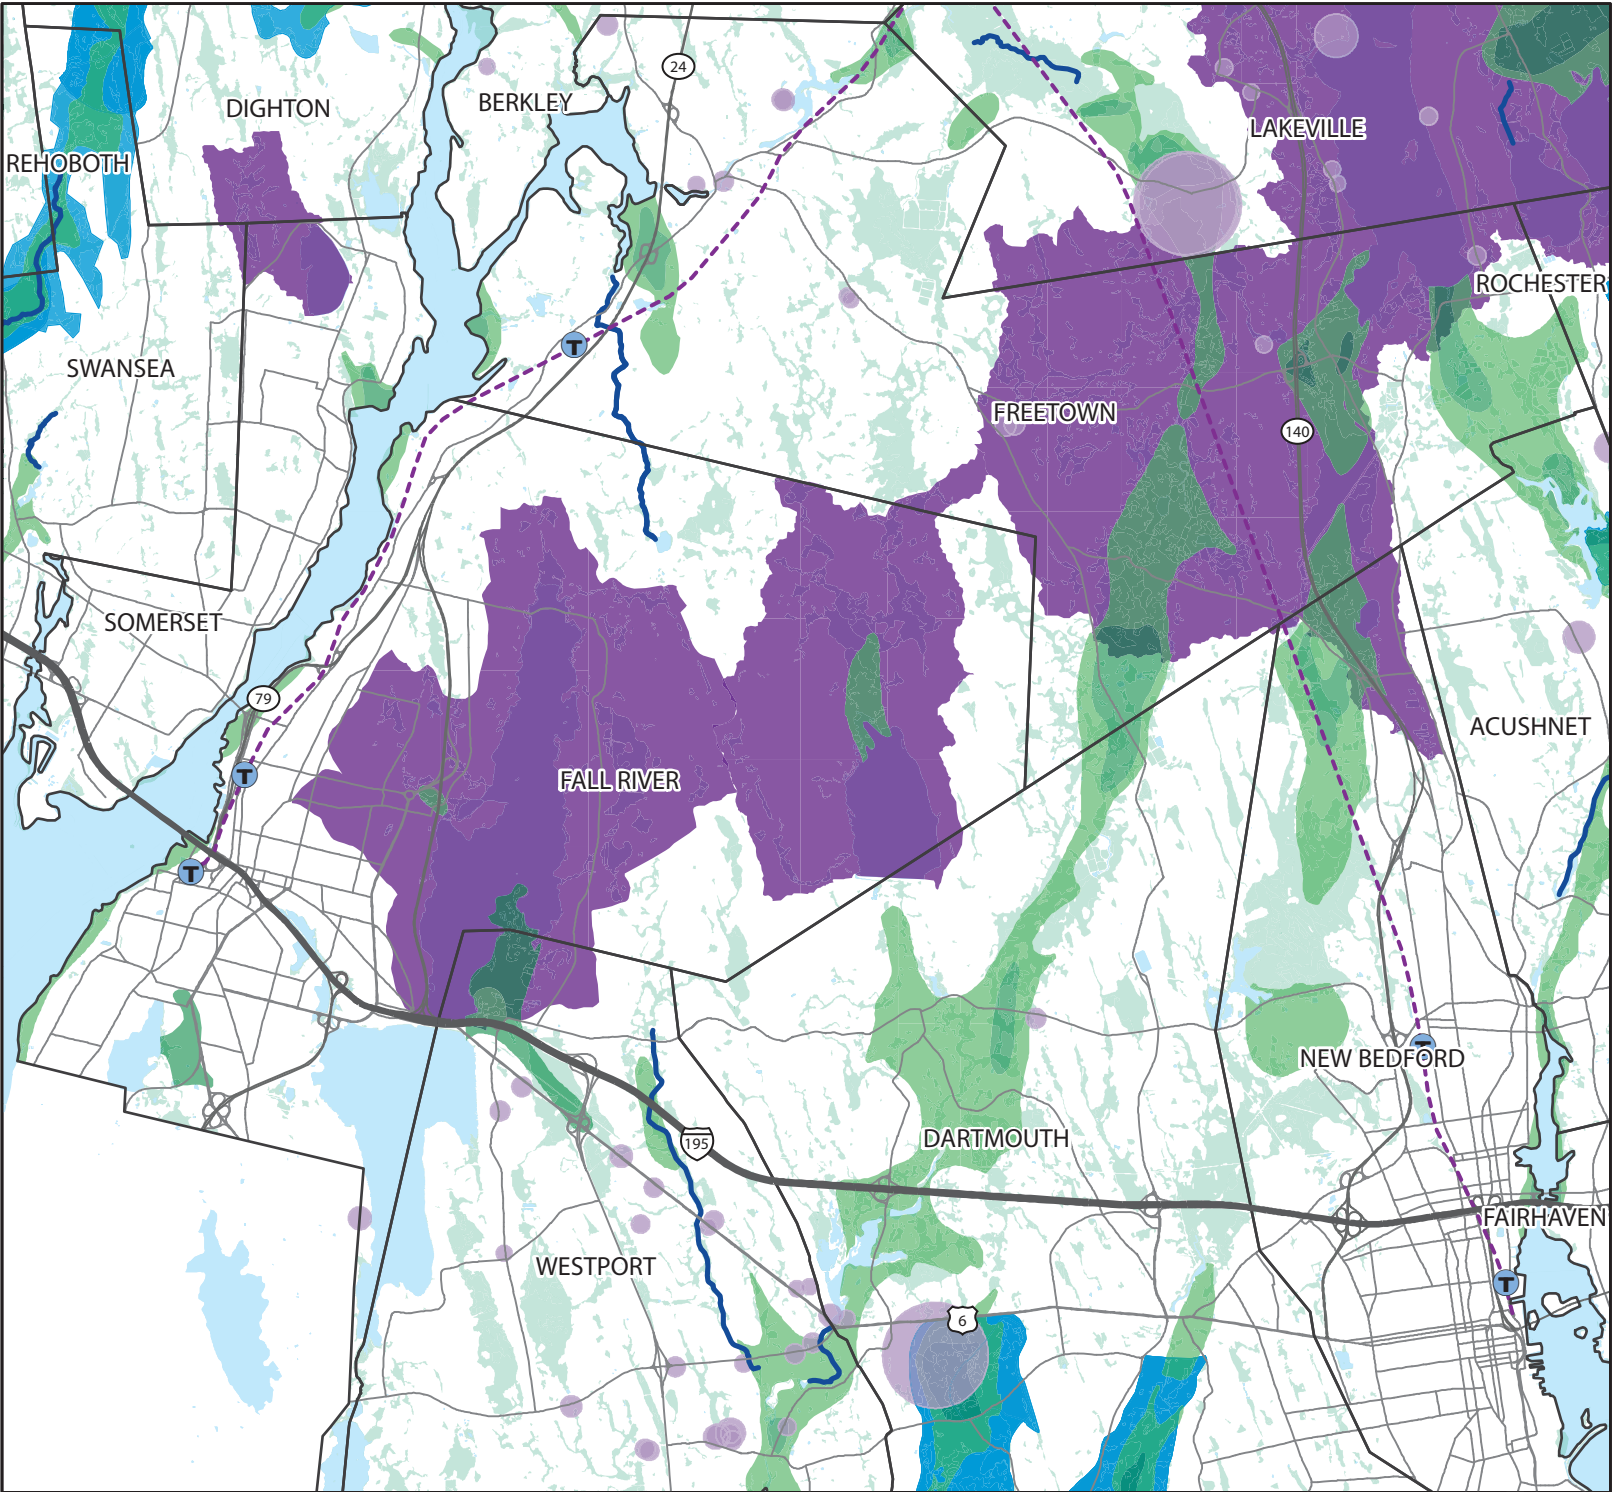 24
BERKLEY
DIGHTON
LAKEVILLE
REHOBOTH
ROCHESTER
T
SWANSEA
FREETOWN
140
SOMERSET
79
ACUSHNET
T
FALL RIVER
T
T
NEW BEDFORD
DARTMOUTH
195
FAIRHAVEN
WESTPORT
T
6